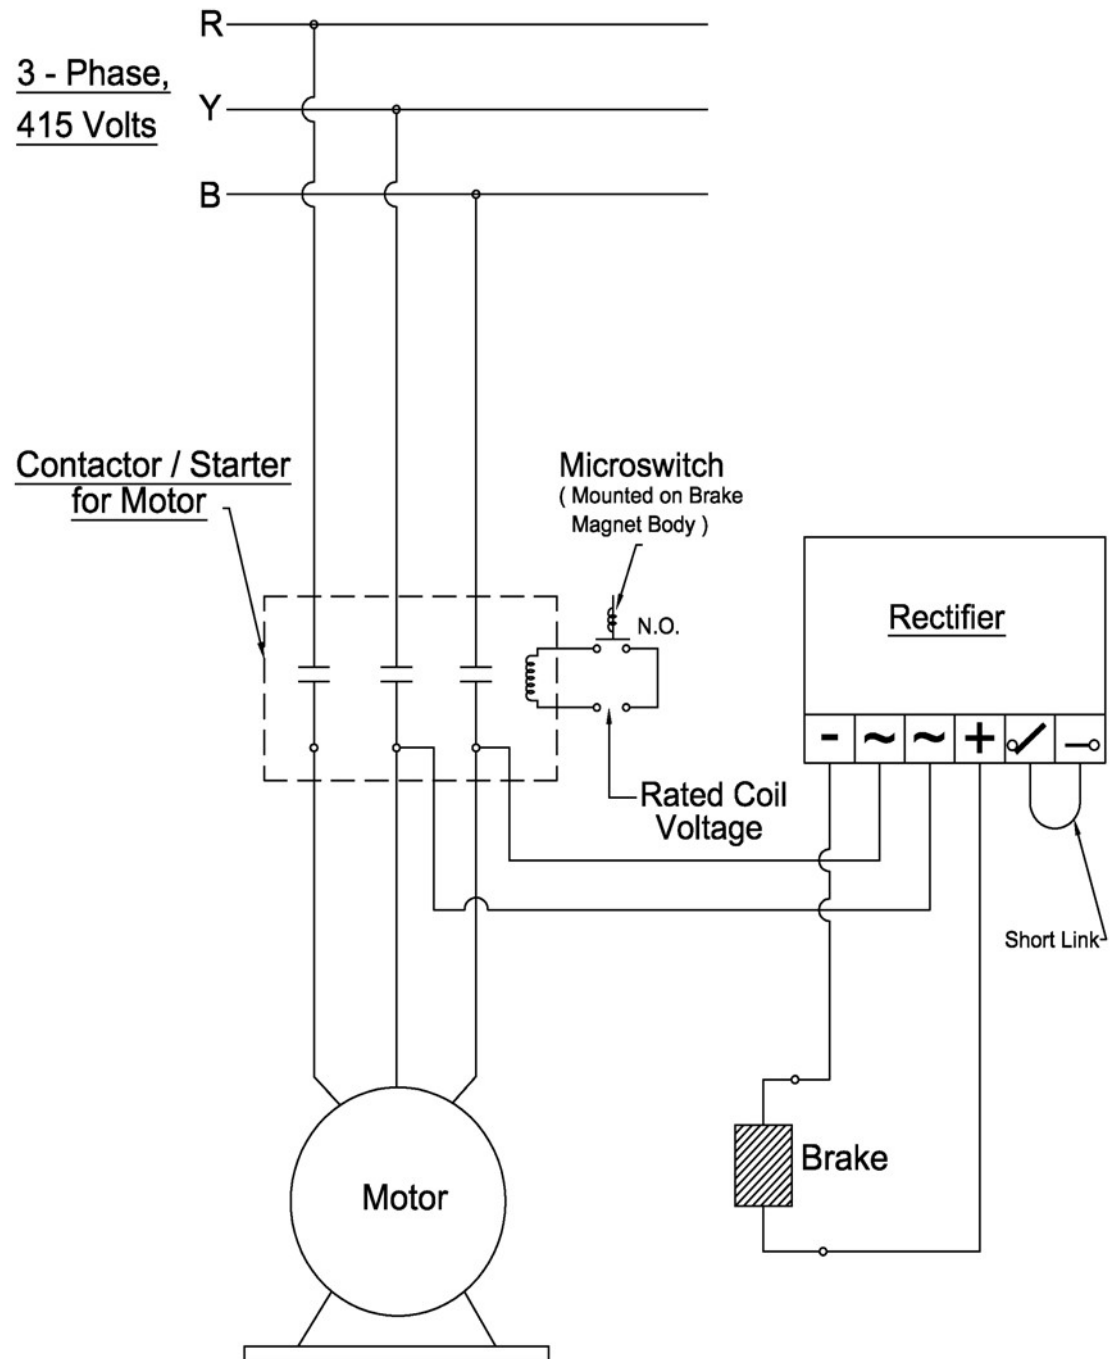 R
3 - Phase,
415 Volts
Y
B
Contactor / Starter
for Motor
Microswitch
( Mounted on Brake
Magnet Body )
N.O.
Rectifier
- ~ ~ +
Rated Coil
Voltage
Short Link
Brake
Motor